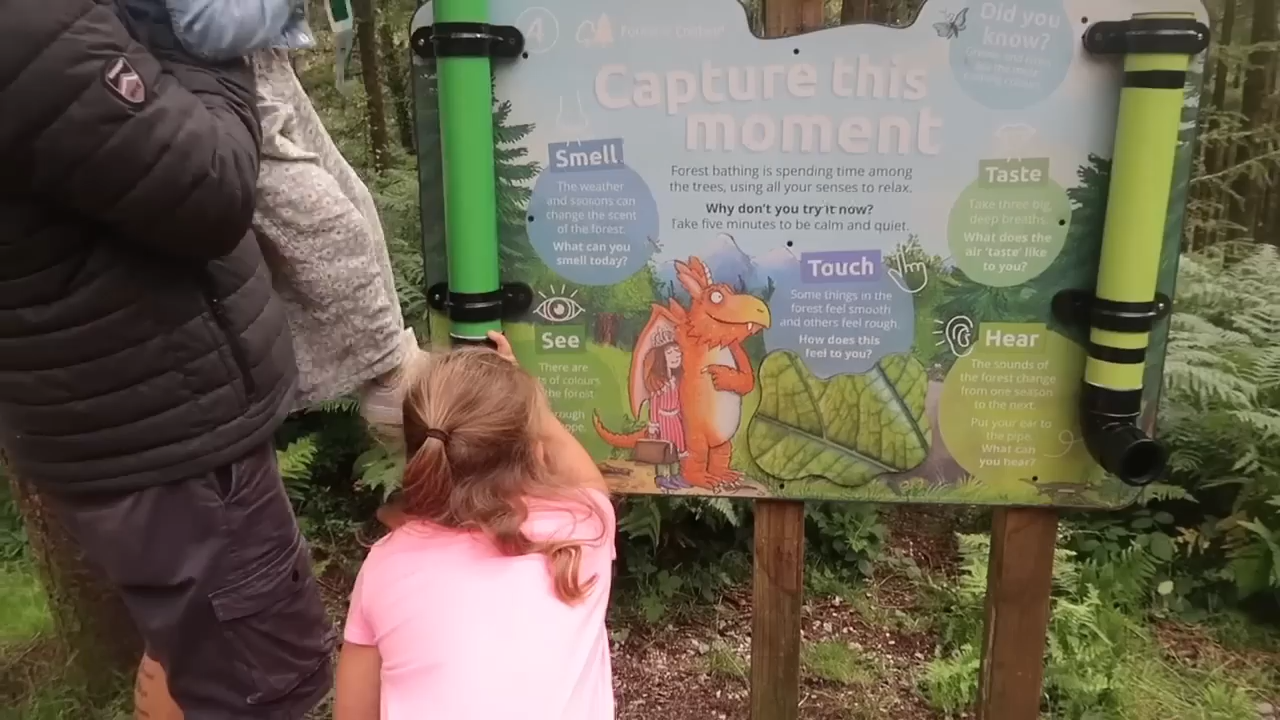 4
Forestry England
Did you
know?
Capture this
moment
Forest bathing is spending time among
the trees, using all your senses to relax.
Why don't you try it now?
Take five minutes to be calm and quiet.
Smell
The weather
and seasons can
change the scent
of the forest.
What can you
smell today?
Taste
Take three big,
deep breaths.
What does the
air 'taste' like
to you?
Touch
Some things in the
forest feel smooth
and others feel rough.
How does this
feel to you?
See
There are
of colours
the forest
Hear
The sounds of
the forest change
from one season
to the next.
Put your ear to
the pipe.
What can
you hear?